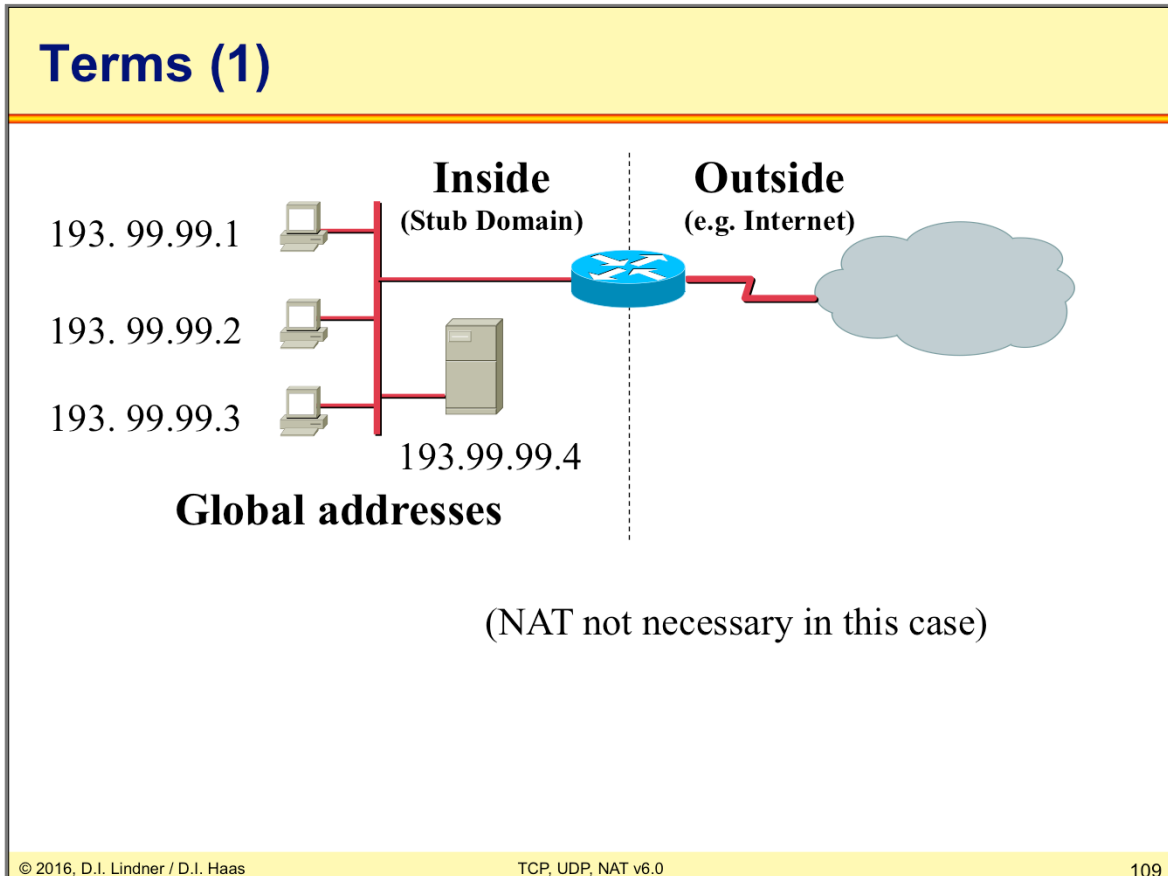 Terms (1)
Inside
(Stub Domain)
Outside
(e.g. Internet)
193. 99.99.1
193. 99.99.2
193. 99.99.3
193.99.99.4
Global addresses
(NAT not necessary in this case)
© 2016, D.I. Lindner / D.I. Haas
TCP, UDP, NAT v6.0
109